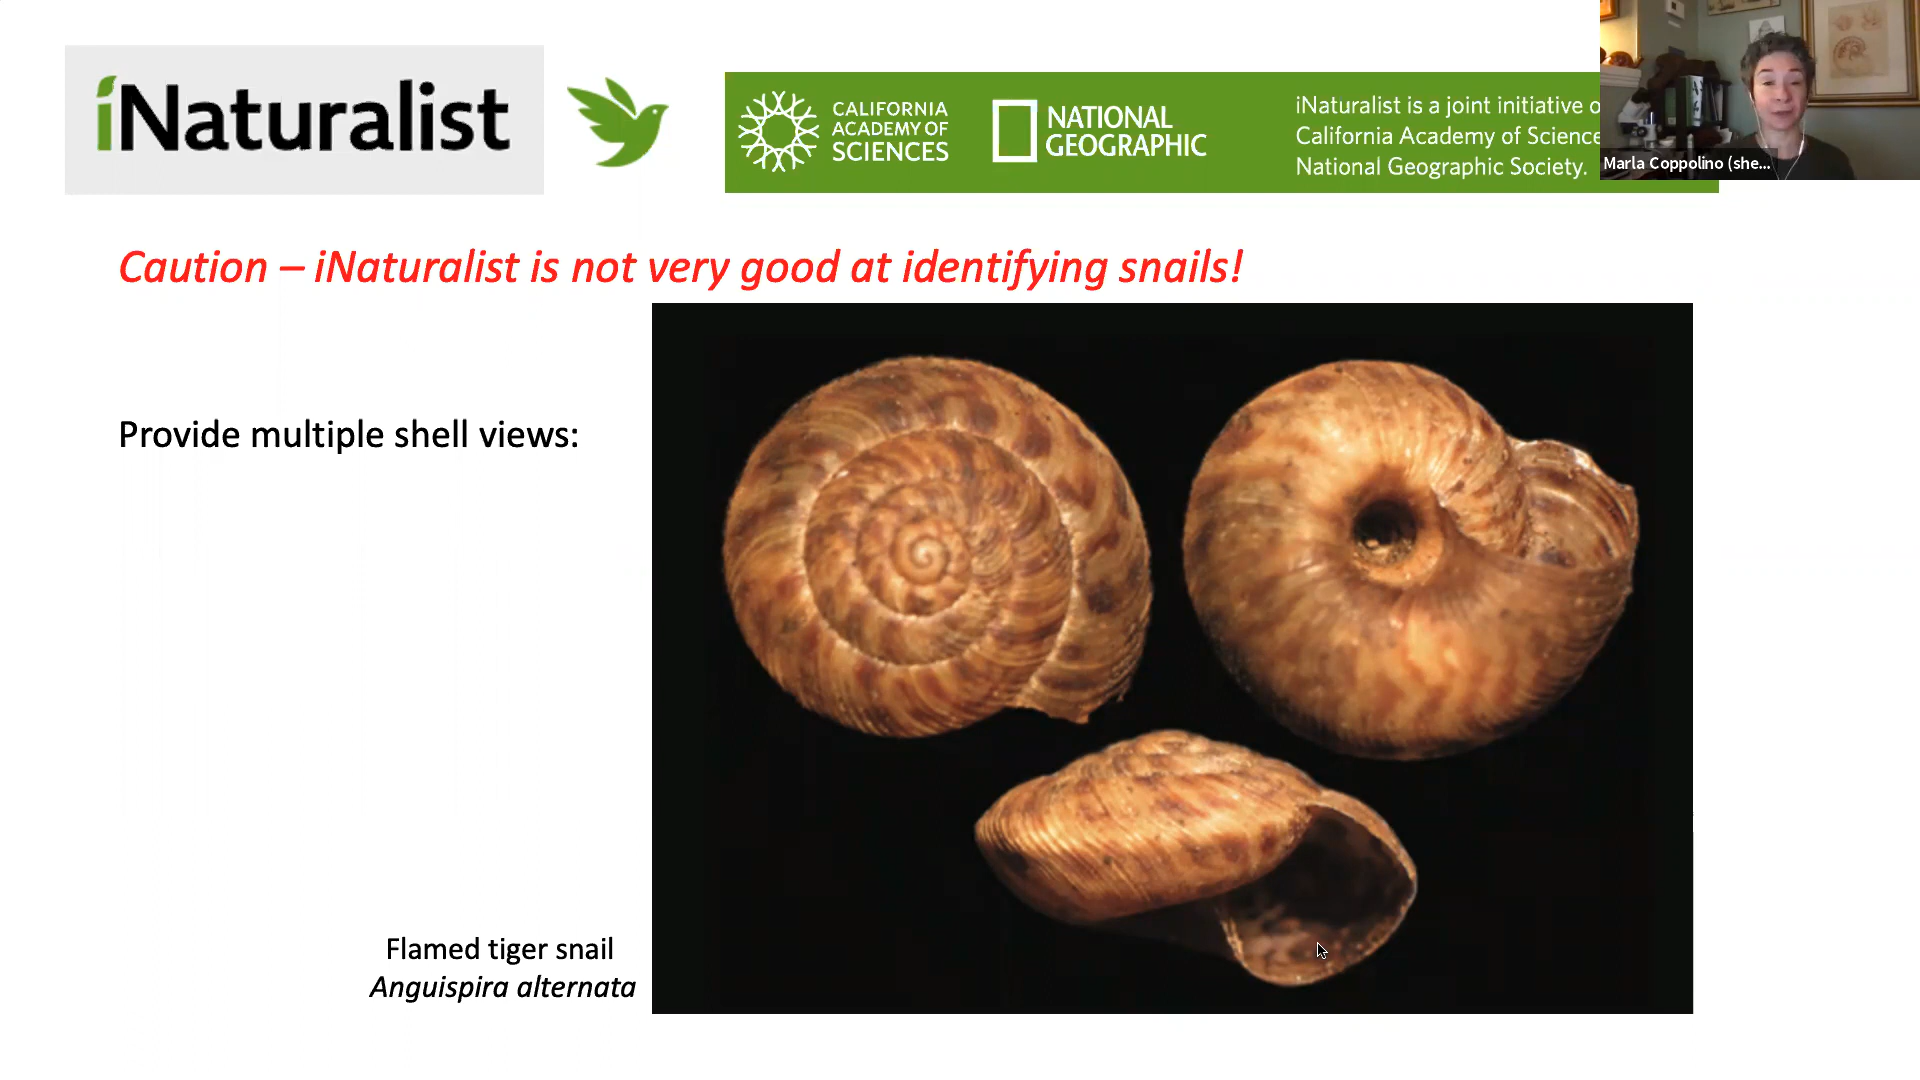 iNaturalist
CALIFORNIA
ACADEMY OF
SCIENCES
NATIONAL
GEOGRAPHIC
iNaturalist is a joint initiative
California Academy of
National Geographic Society.
Marla Coppolino (she...
Caution – iNaturalist is not very good at identifying snails!
Provide multiple shell views:
Flamed tiger snail
Anguispira alternata